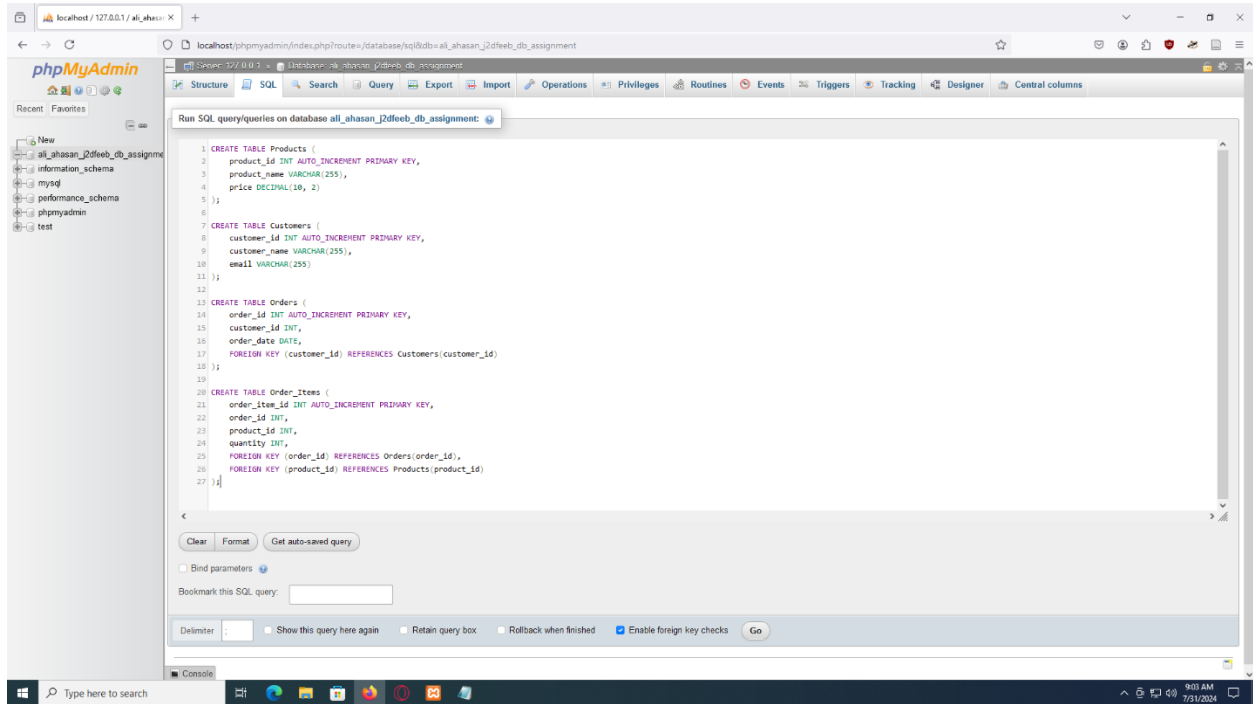 localhost / 127.0.0.1 / ali_ahasan
localhost/phpmyadmin/index.php?route=/database/sql&db=ali_ahasan_j2dfeeb_db_assignment
phpMyAdmin
Recent Favorites
New
ali_ahasan_j2dfeeb_db_assignme
information_schema
mysql
performance_schema
phpmyadmin
test
Server: 127.0.0.1 » Database: ali_ahasan_j2dfeeb_db_assignment
Structure SQL Search Query Export Import Operations Privileges Routines Events Triggers Tracking Designer Central columns
Run SQL query/queries on database ali_ahasan_j2dfeeb_db_assignment:
1 CREATE TABLE Products (
2 product_id INT AUTO_INCREMENT PRIMARY KEY,
3 product_name VARCHAR(255),
4 price DECIMAL(10, 2)
5 );
6
7 CREATE TABLE Customers (
8 customer_id INT AUTO_INCREMENT PRIMARY KEY,
9 customer_name VARCHAR(255),
10 email VARCHAR(255)
11 );
12
13 CREATE TABLE Orders (
14 order_id INT AUTO_INCREMENT PRIMARY KEY,
15 customer_id INT,
16 order_date DATE,
17 FOREIGN KEY (customer_id) REFERENCES Customers(customer_id)
18 );
19
20 CREATE TABLE Order_Items (
21 order_item_id INT AUTO_INCREMENT PRIMARY KEY,
22 order_id INT,
23 product_id INT,
24 quantity INT,
25 FOREIGN KEY (order_id) REFERENCES Orders(order_id),
26 FOREIGN KEY (product_id) REFERENCES Products(product_id)
27 );
Clear Format Get auto-saved query
Bind parameters
Bookmark this SQL query:
Delimiter ; Show this query here again Retain query box Rollback when finished Enable foreign key checks Go
Console
Type here to search
9:03 AM
7/31/2024